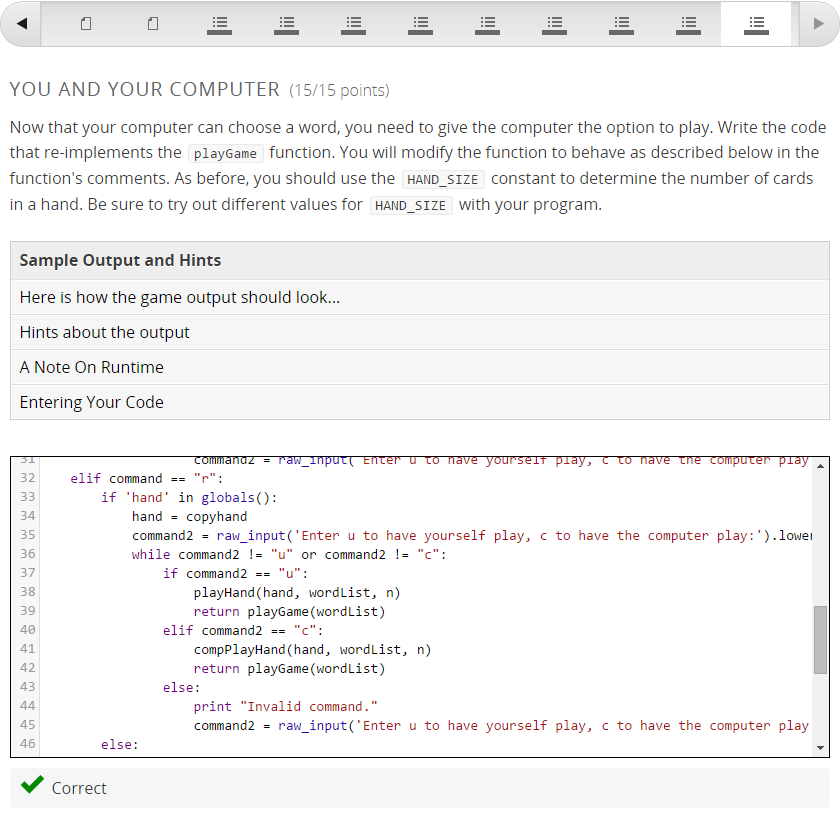 YOU AND YOUR COMPUTER (15/15 points)
Now that your computer can choose a word, you need to give the computer the option to play. Write the code
that re-implements the playGame function. You will modify the function to behave as described below in the
function's comments. As before, you should use the HAND_SIZE constant to determine the number of cards
in a hand. Be sure to try out different values for HAND_SIZE with your program.
Sample Output and Hints
Here is how the game output should look...
Hints about the output
A Note On Runtime
Entering Your Code
31 command2 = raw_input('Enter u to have yourself play, c to have the computer play
32 elif command == "r":
33 if 'hand' in globals():
34 hand = copyhand
35 command2 = raw_input('Enter u to have yourself play, c to have the computer play:').lower
36 while command2 != "u" or command2 != "c":
37 if command2 == "u":
38 playHand(hand, wordList, n)
39 return playGame(wordList)
40 elif command2 == "c":
41 compPlayHand(hand, wordList, n)
42 return playGame(wordList)
43 else:
44 print "Invalid command."
45 command2 = raw_input('Enter u to have yourself play, c to have the computer play
46 else:
Correct